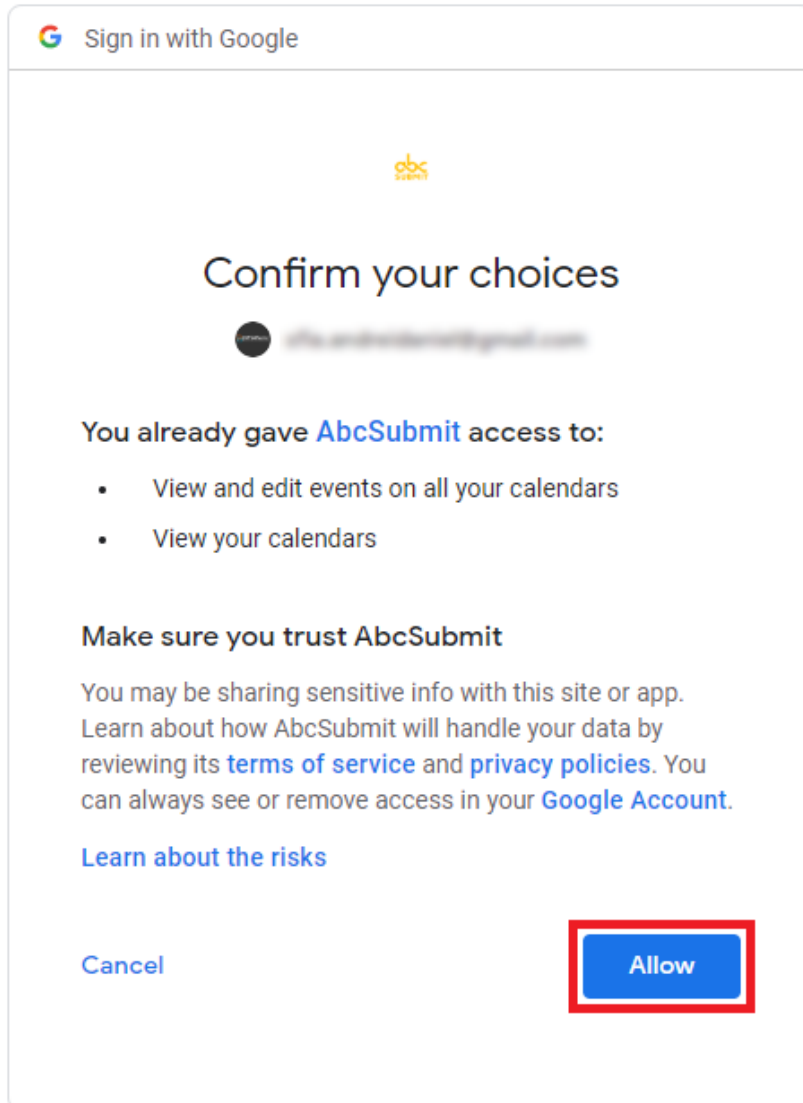 Sign in with Google
abc
SUBMIT
Confirm your choices
You already gave AbcSubmit access to:
• View and edit events on all your calendars
• View your calendars
Make sure you trust AbcSubmit
You may be sharing sensitive info with this site or app.
Learn about how AbcSubmit will handle your data by
reviewing its terms of service and privacy policies. You
can always see or remove access in your Google Account.
Learn about the risks
Cancel
Allow